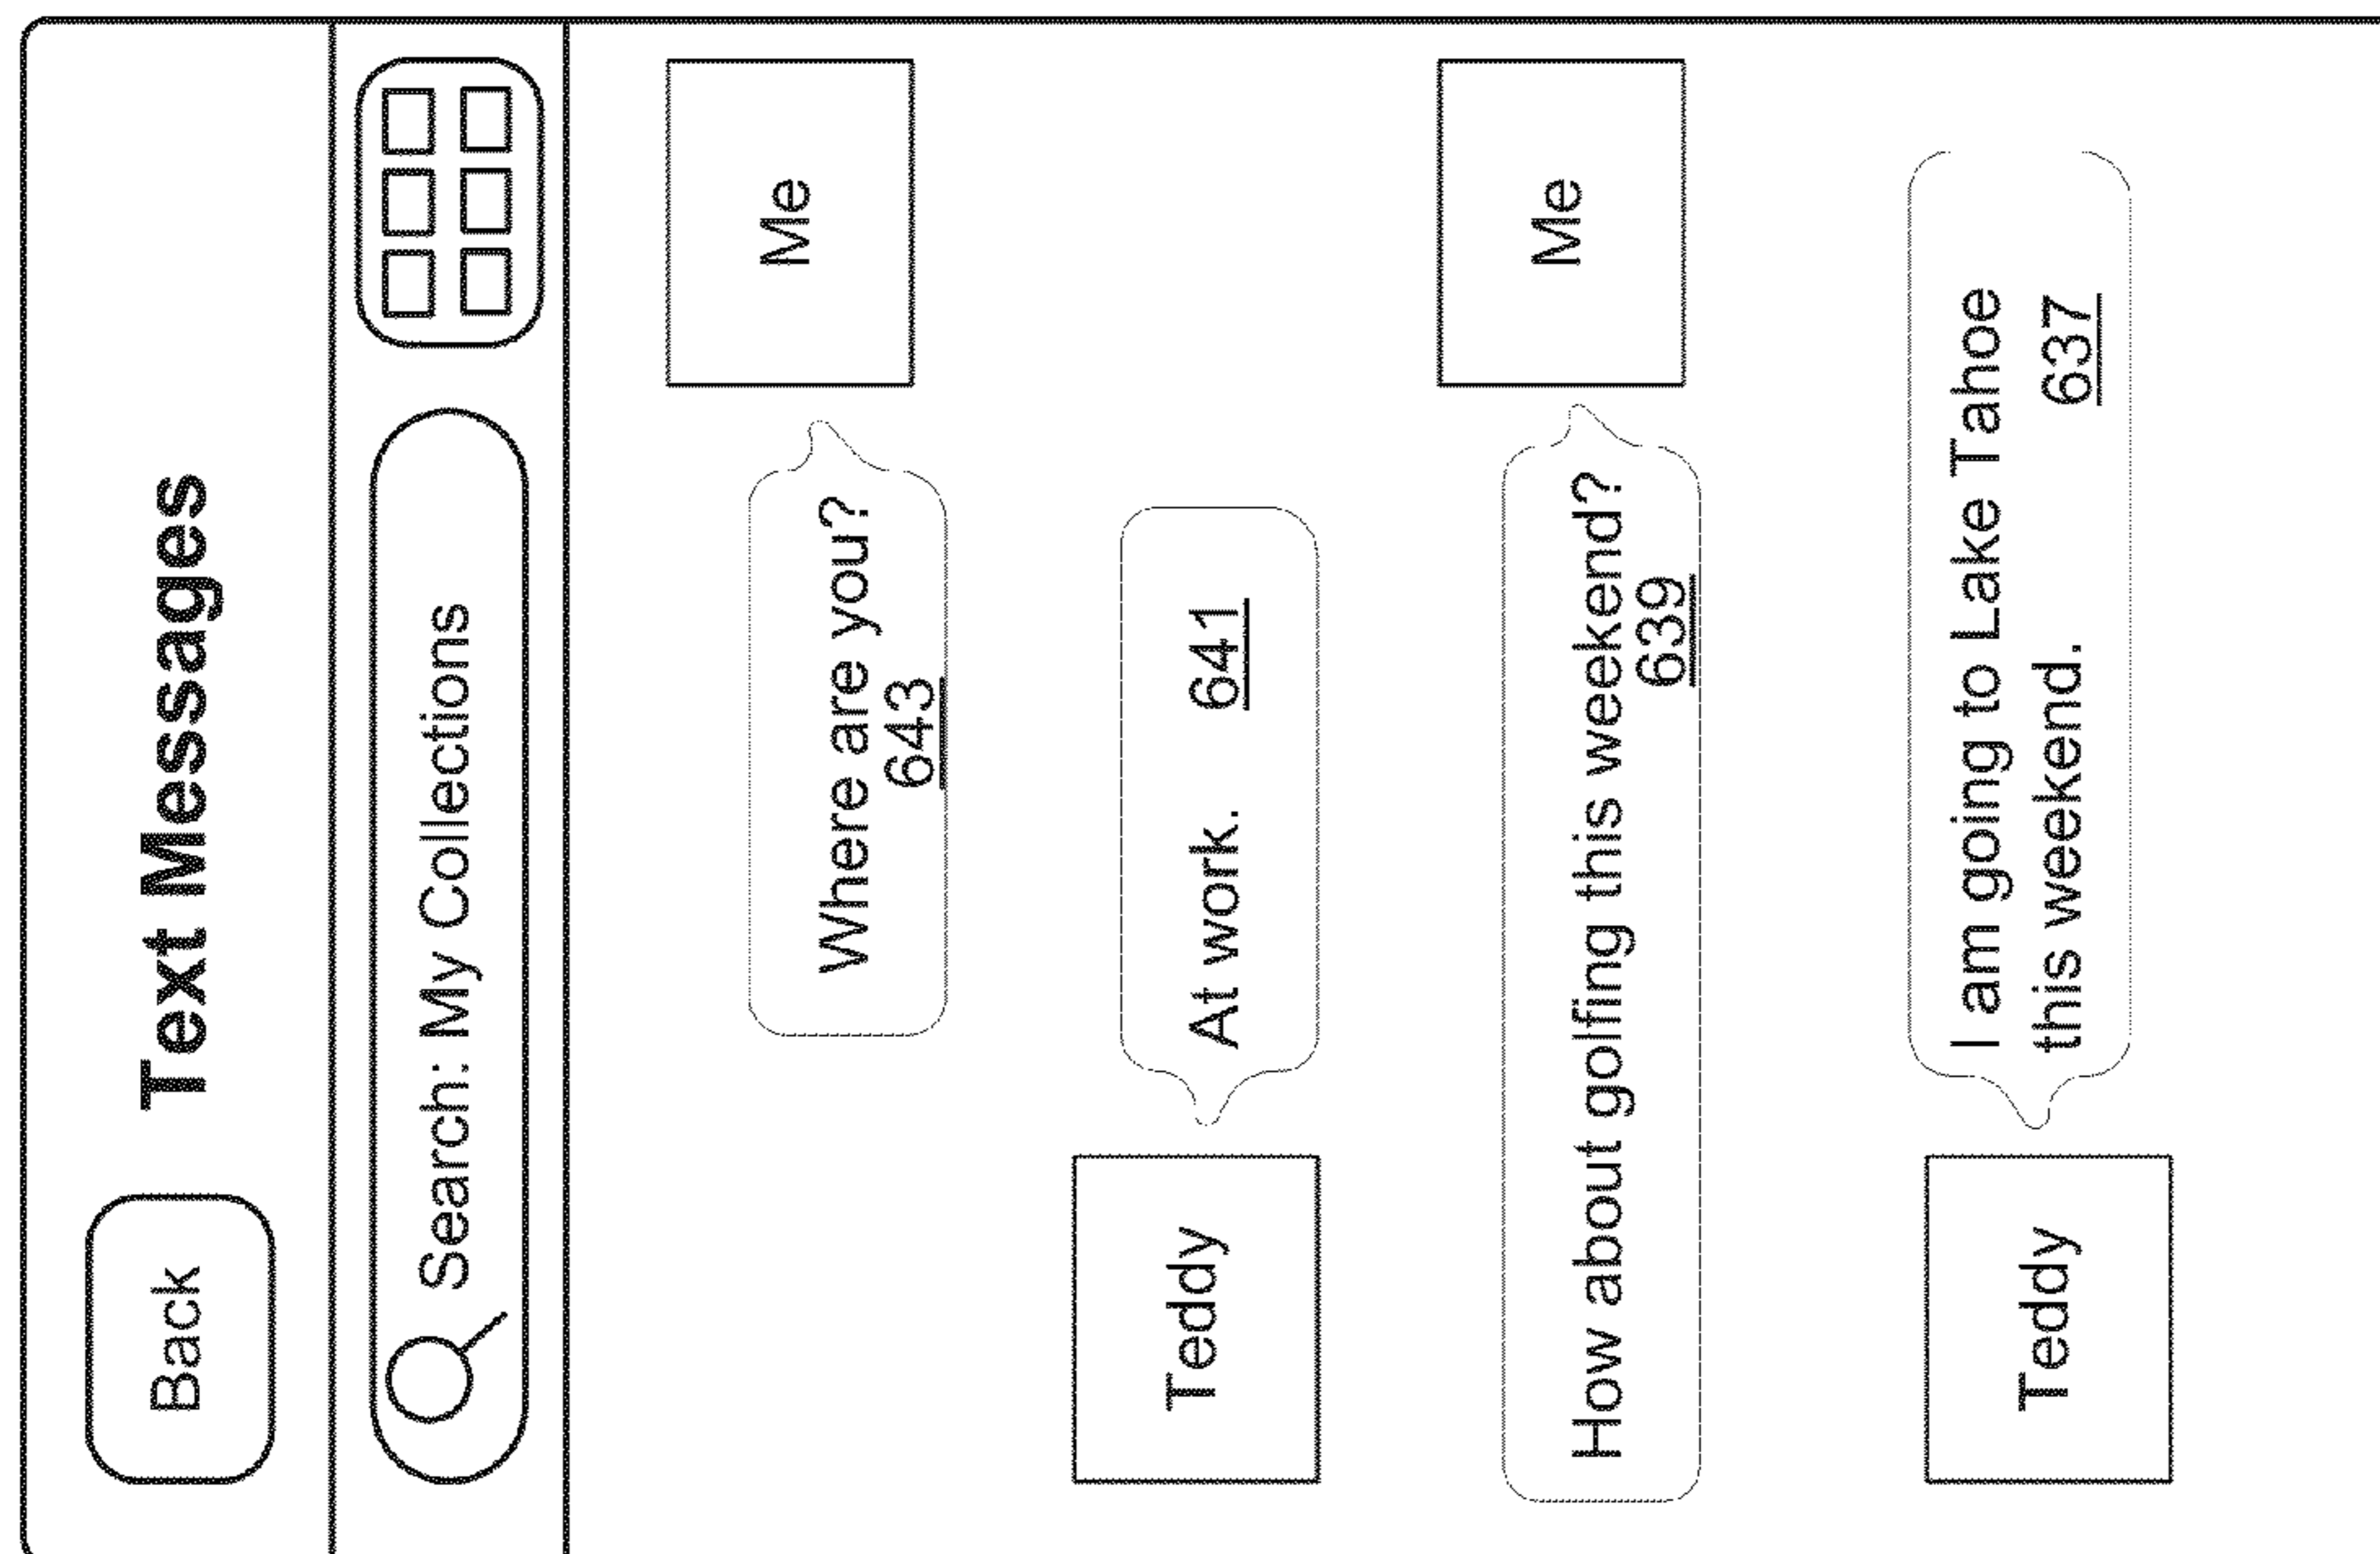 Back
Text Messages
Search: My Collections
Me
Where are you?
643
Teddy
At work. 641
Me
How about golfing this weekend?
639
Teddy
I am going to Lake Tahoe
this weekend. 637